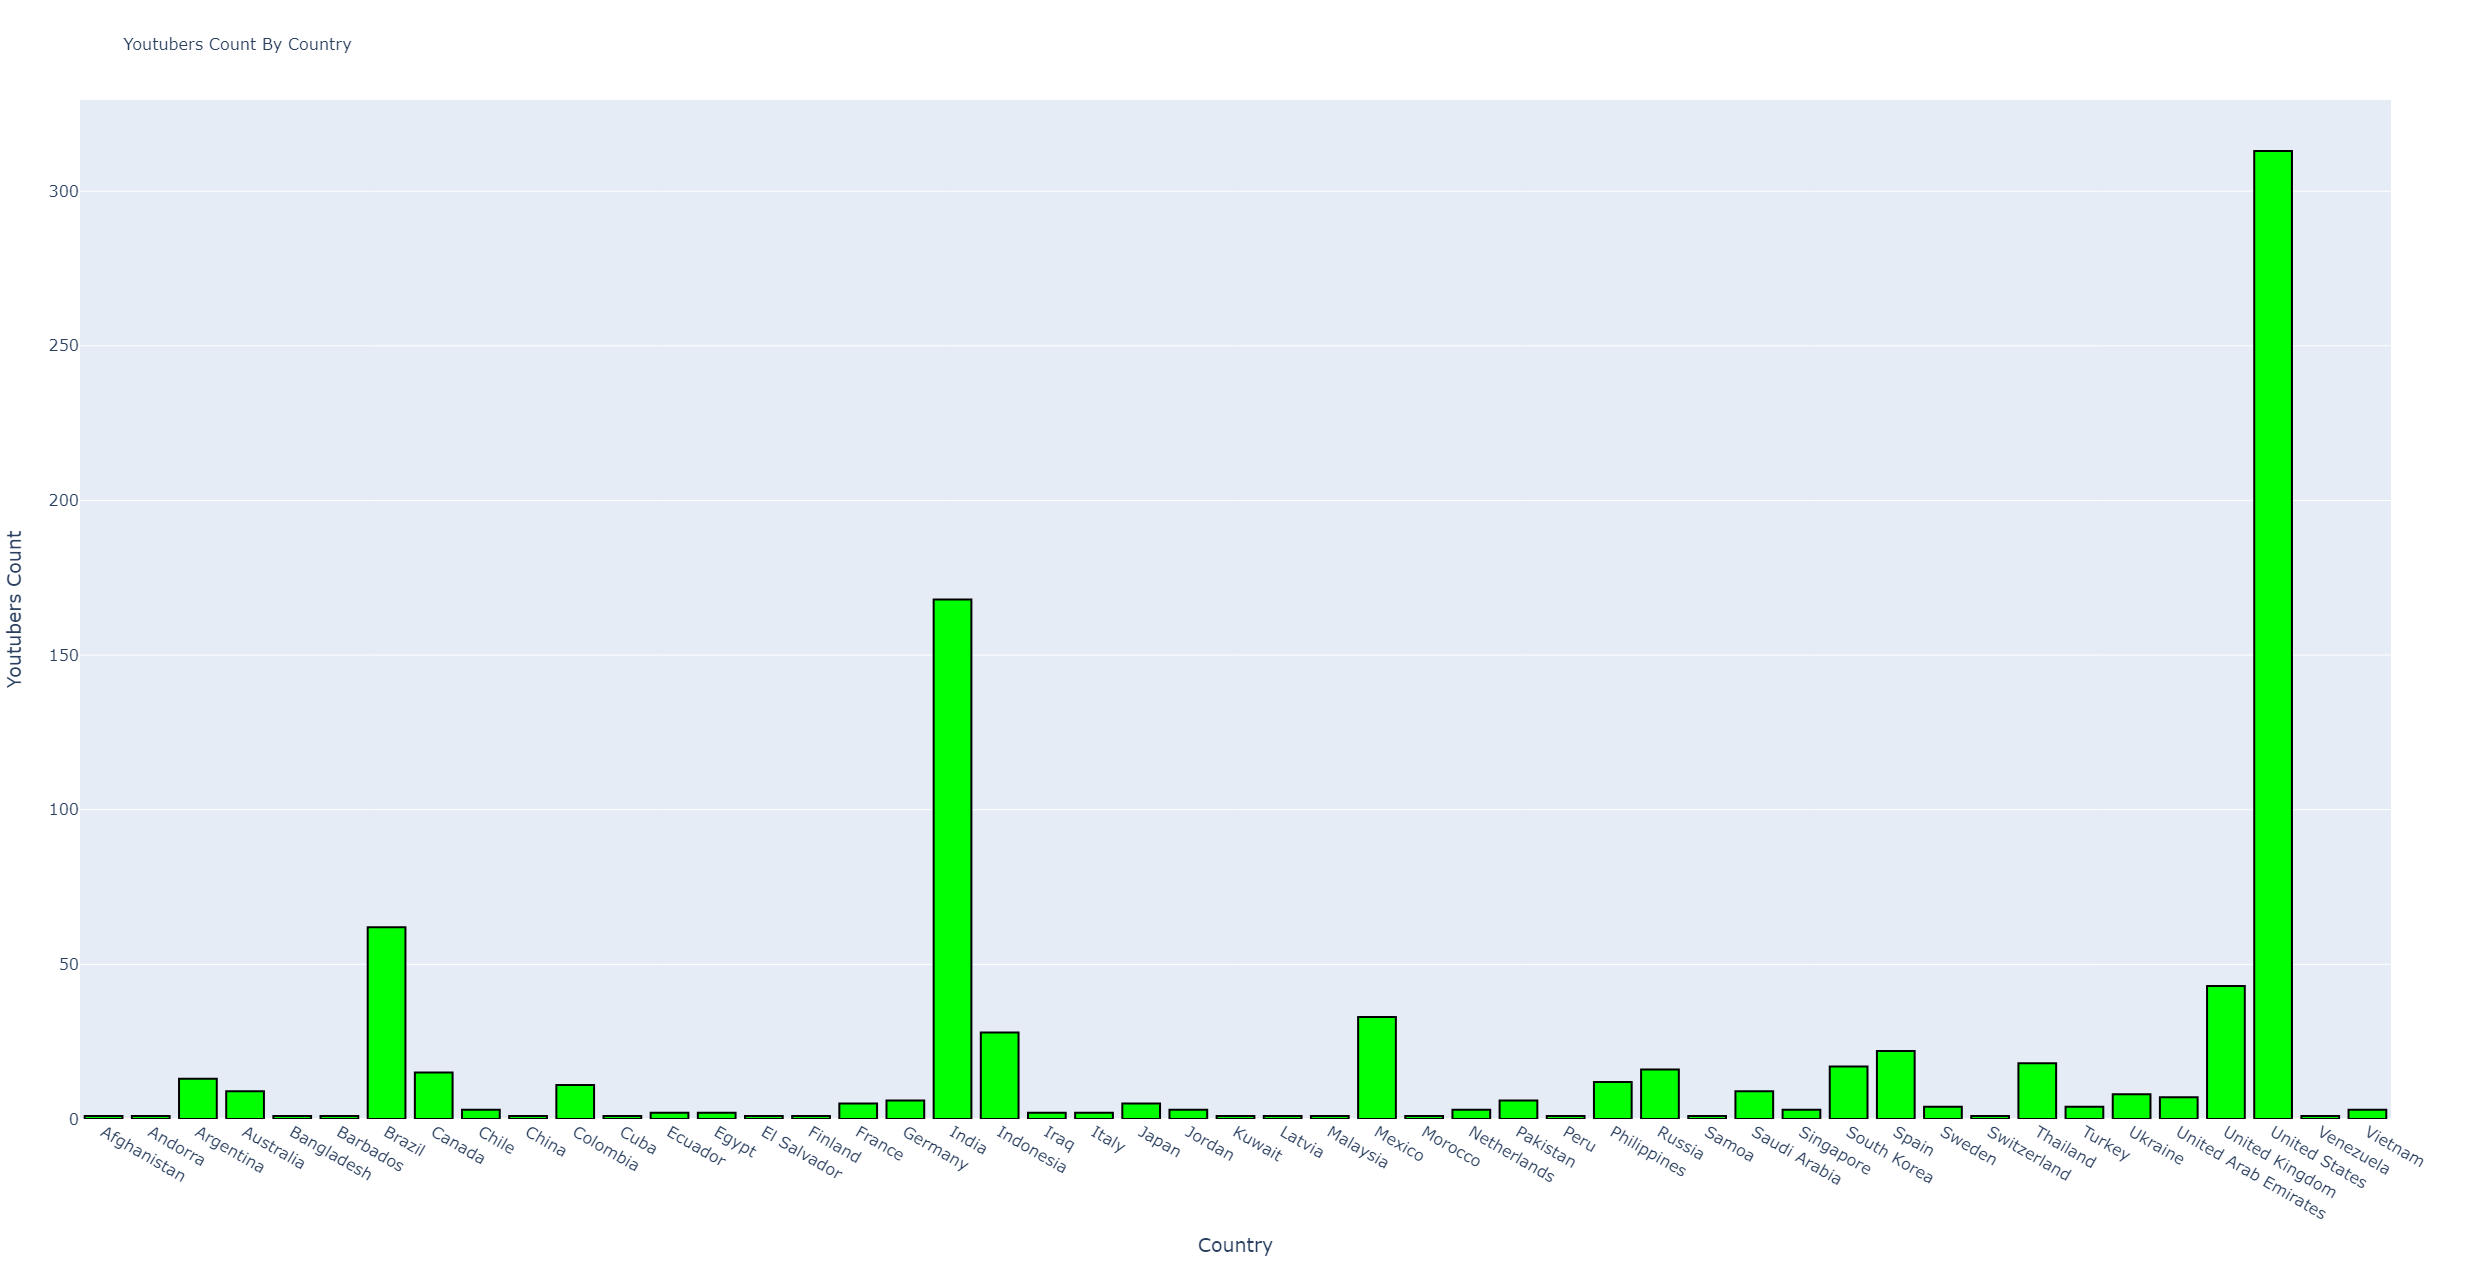 Youtubers Count By Country
Youtubers Count
300
250
200
150
100
50
0
Afghanistan
Andorra
Argentina
Australia
Bangladesh
Barbados
Brazil
Canada
Chile
China
Colombia
Cuba
Ecuador
Egypt
El Salvador
Finland
France
Germany
India
Indonesia
Iraq
Italy
Japan
Jordan
Kuwait
Latvia
Malaysia
Mexico
Morocco
Netherlands
Pakistan
Peru
Philippines
Russia
Samoa
Saudi Arabia
Singapore
South Korea
Spain
Sweden
Switzerland
Thailand
Turkey
Ukraine
United Arab Emirates
United Kingdom
United States
Venezuela
Vietnam
Country